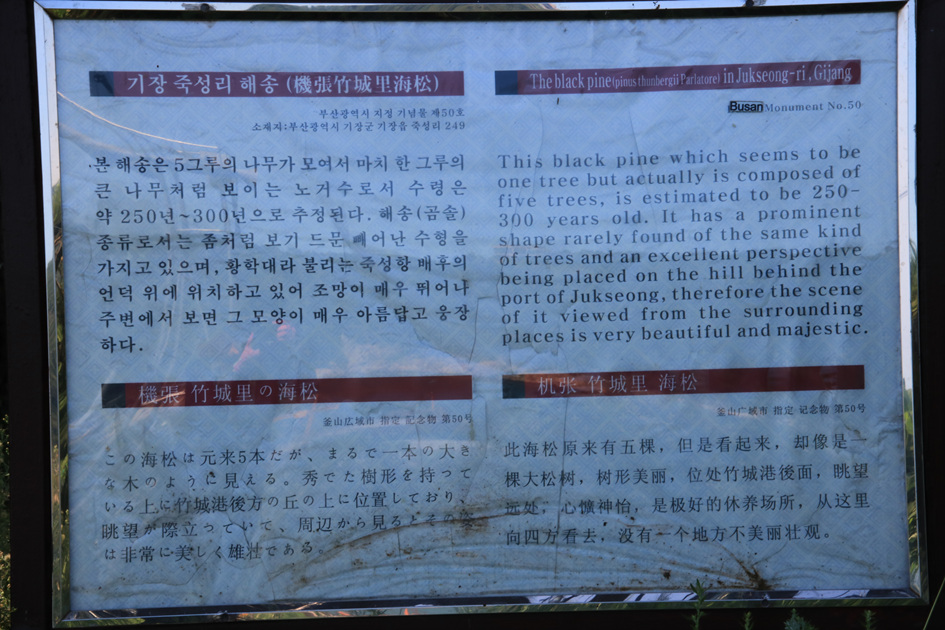 기장 죽성리 해송 (機張竹城里海松)
부산광역시 지정 기념물 제50호
소재지:부산광역시 기장군 기장읍 죽성리 249
본 해송은 5그루의 나무가 모여서 마치 한 그루의
큰 나무처럼 보이는 노거수로서 수령은
약 250년~300년으로 추정된다. 해송(곰솔)
종류로서는 좀처럼 보기 드문 빼어난 수형을
가지고 있으며, 황학대라 불리는 죽성항 배후의
언덕 위에 위치하고 있어 조망이 매우 뛰어나
주변에서 보면 그 모양이 매우 아름답고 웅장
하다.
The black pine(pinus thunbergii Parlatore) in Jukseong-ri, Gijang
Busan Monument No.50
This black pine which seems to be
one tree but actually is composed of
five trees, is estimated to be 250-
300 years old. It has a prominent
shape rarely found of the same kind
of trees and an excellent perspective
being placed on the hill behind the
port of Jukseong, therefore the scene
of it viewed from the surrounding
places is very beautiful and majestic.
機張 竹城里の海松
釜山広域市 指定 記念物 第50号
この海松は元来5本だが、まるで一本の大き
な木のように見える。秀でた樹形を持って
いる上に竹城港後方の丘の上に位置しており、
眺望が際立っていて、周辺から見るとその姿
は非常に美しく雄壮である。
机张 竹城里 海松
釜山广域市 指定 记念物 第50号
此海松原来有五棵，但是看起来，却像是一
棵大松树，树形美丽，位处竹城港後面，眺望
远处，心懭神怡，是极好的休养场所，从这里
向四方看去，没有一个地方不美丽壮观。